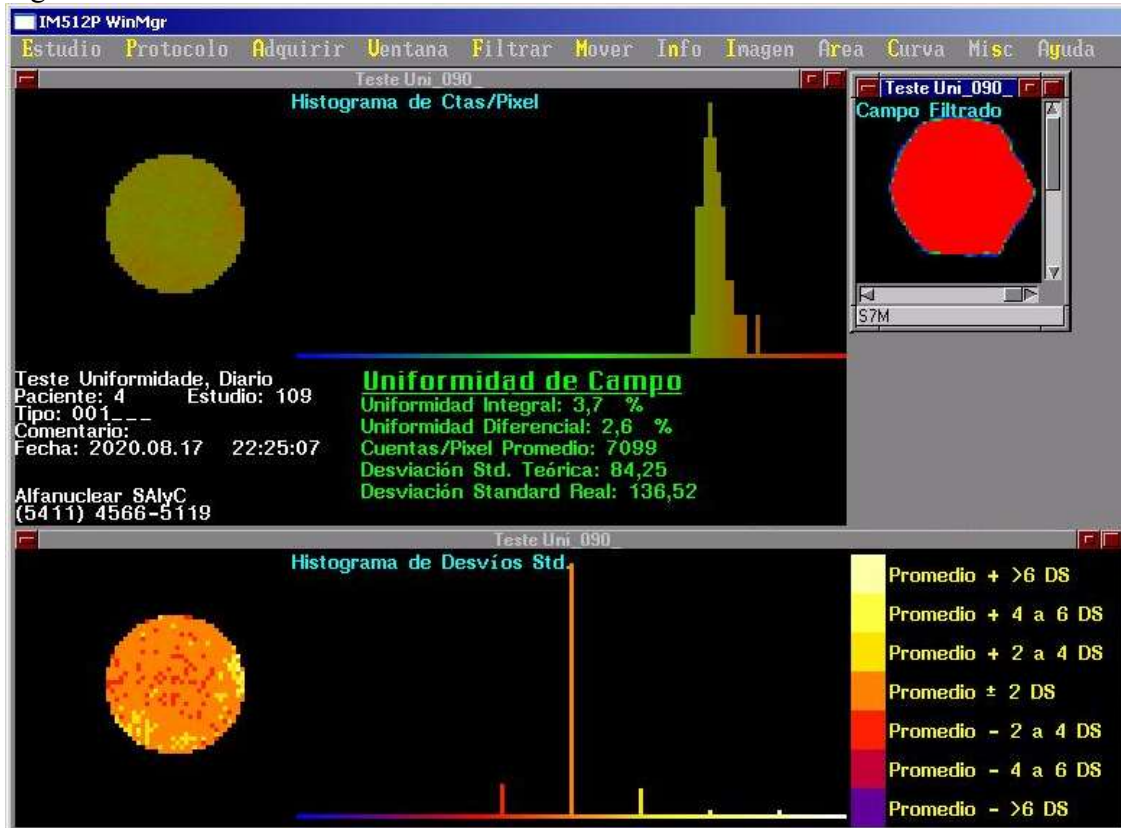 IM512P WinMgr
Estudio Protocolo Adquirir Ventana Filtrar Mover Info Imagen Area Curva Misc Ayuda
Teste Uni_090_
Histograma de Ctas/Pixel
Teste Uni_090_
Campo Filtrado
S7M
Teste Uniformidade, Diario
Paciente: 4 Estudio: 109
Tipo: 001___
Comentario:
Fecha: 2020.08.17 22:25:07
Alfanuclear SAIyC
(5411) 4566-5119
Uniformidad de Campo
Uniformidad Integral: 3,7 %
Uniformidad Diferencial: 2,6 %
Cuentas/Pixel Promedio: 7099
Desviación Std. Teórica: 84,25
Desviación Standard Real: 136,52
Teste Uni_090_
Histograma de Desvíos Std.
Promedio + >6 DS
Promedio + 4 a 6 DS
Promedio + 2 a 4 DS
Promedio ± 2 DS
Promedio - 2 a 4 DS
Promedio - 4 a 6 DS
Promedio - >6 DS